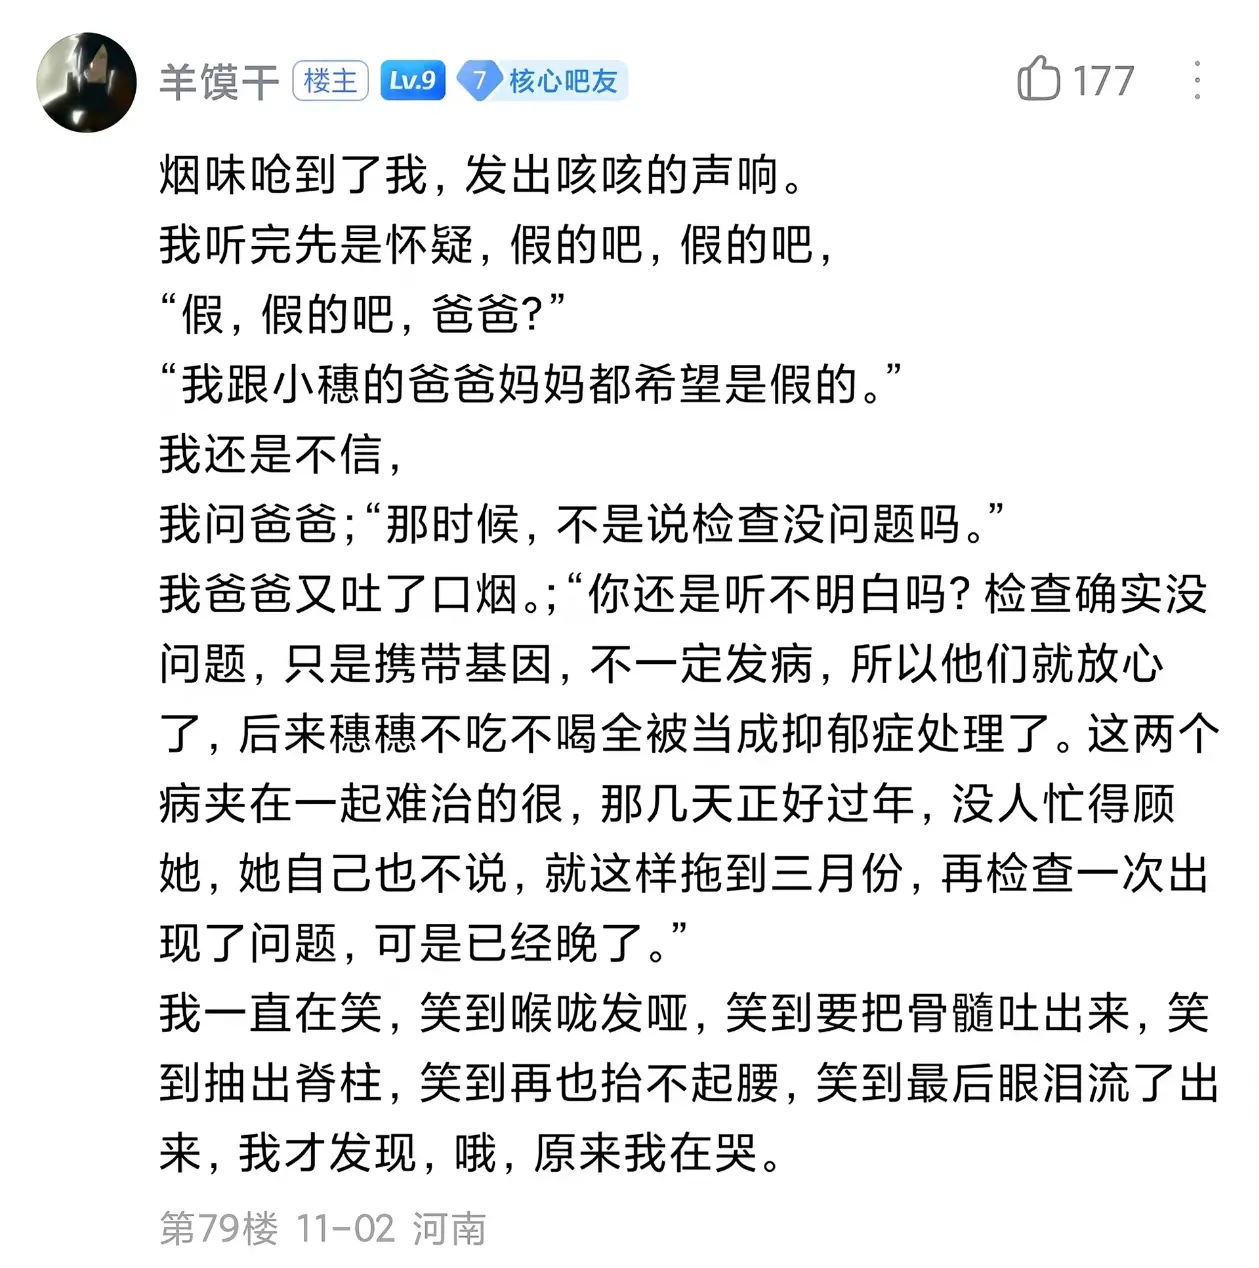 羊馍干 楼主 Lv.9 7 核心吧友 177
烟味呛到了我，发出咳咳的声响。
我听完先是怀疑，假的吧，假的吧，
“假，假的吧，爸爸？”
“我跟小穗的爸爸妈妈都希望是假的。”
我还是不信，
我问爸爸；“那时候，不是说检查没问题吗。”
我爸爸又吐了口烟。；“你还是听不明白吗？检查确实没
问题，只是携带基因，不一定发病，所以他们就放心
了，后来穗穗不吃不喝全被当成抑郁症处理了。这两个
病夹在一起难治的很，那几天正好过年，没人忙得顾
她，她自己也不说，就这样拖到三月份，再检查一次出
现了问题，可是已经晚了。”
我一直在笑，笑到喉咙发哑，笑到要把骨髓吐出来，笑
到抽出脊柱，笑到再也抬不起腰，笑到最后眼泪流了出
来，我才发现，哦，原来我在哭。
第79楼 11-02 河南